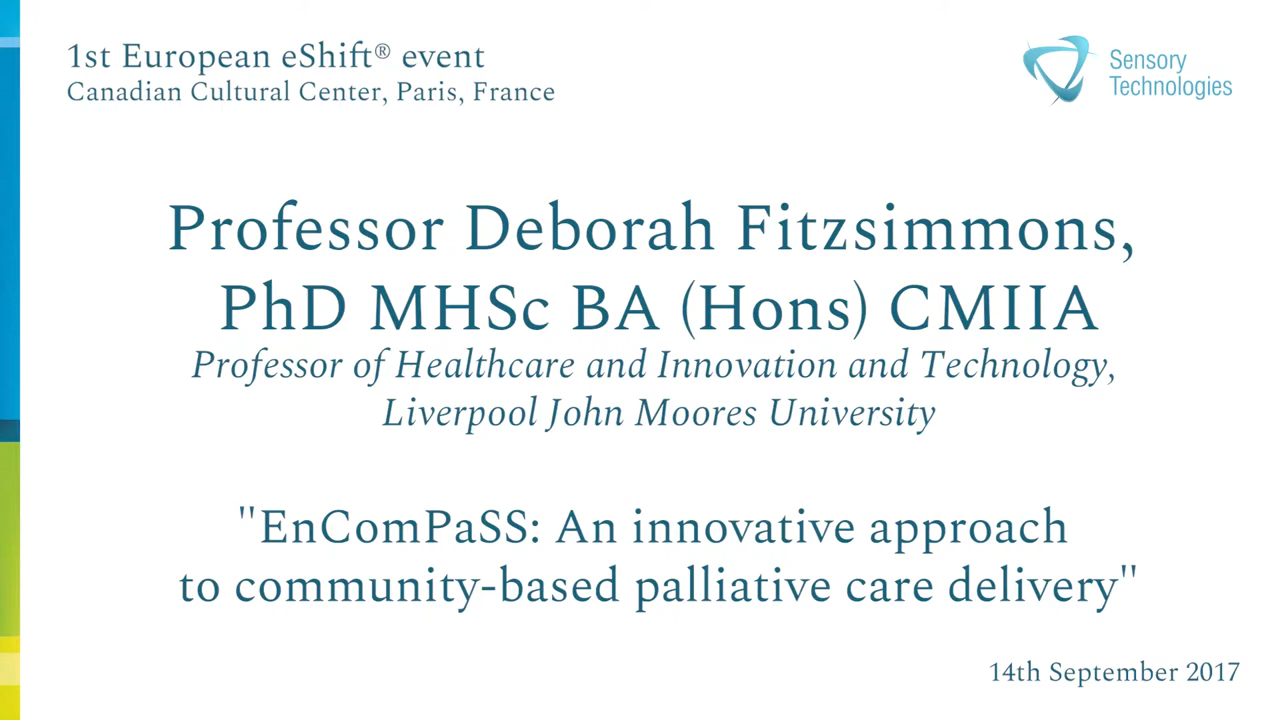 1st European eShift® event
Canadian Cultural Center, Paris, France
Sensory
Technologies
Professor Deborah Fitzsimmons,
PhD MHSc BA (Hons) CMIIA
Professor of Healthcare and Innovation and Technology,
Liverpool John Moores University
"EnComPaSS: An innovative approach
to community-based palliative care delivery"
14th September 2017